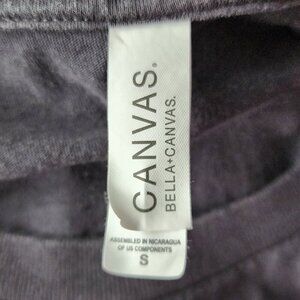 CANVAS.
BELLA+CANVAS.
ASSEMBLED IN NICARAGUA
OF US COMPONENTS
S